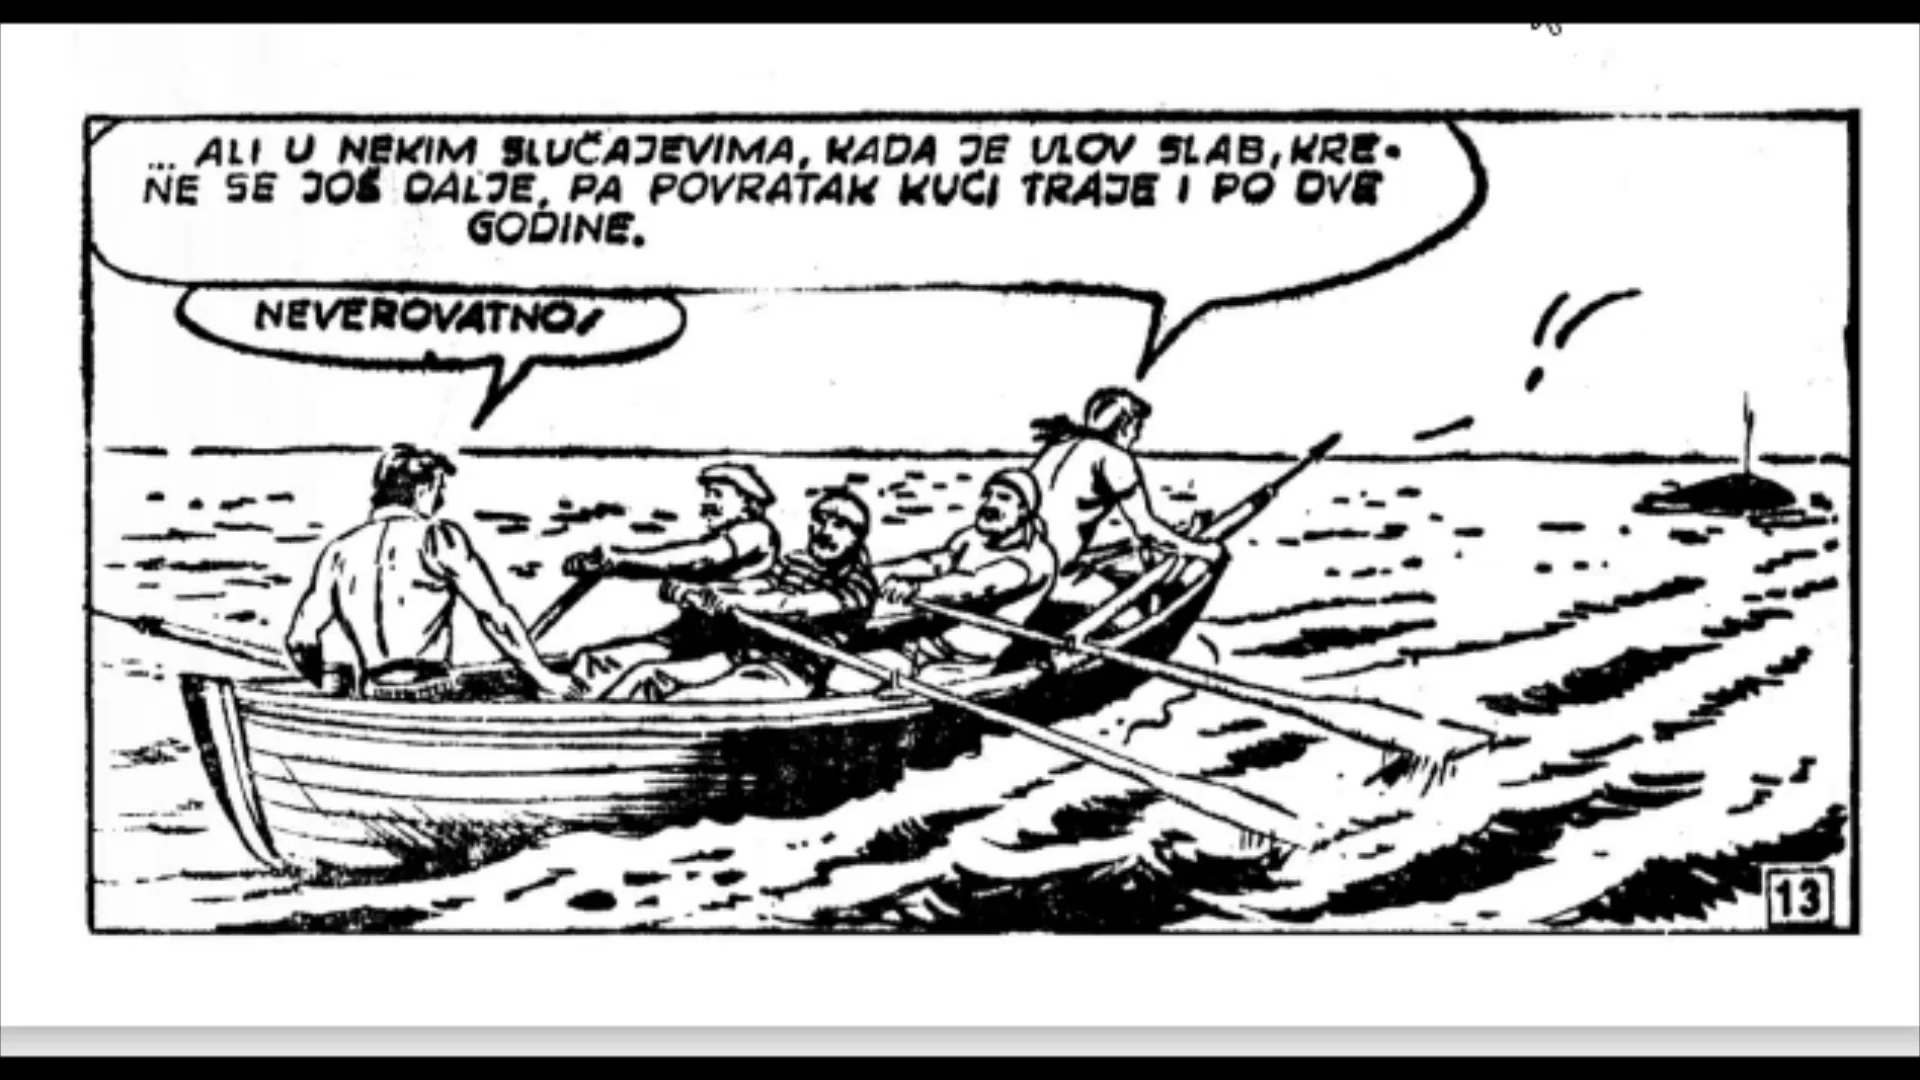 ... ALI U NEKIM SLUČAJEVIMA, KADA JE ULOV SLAB, KRE-
NE SE JOŠ DALJE, PA POVRATAK KUĆI TRAJE I PO DVE
GODINE.
NEVEROVATNO!
!
13